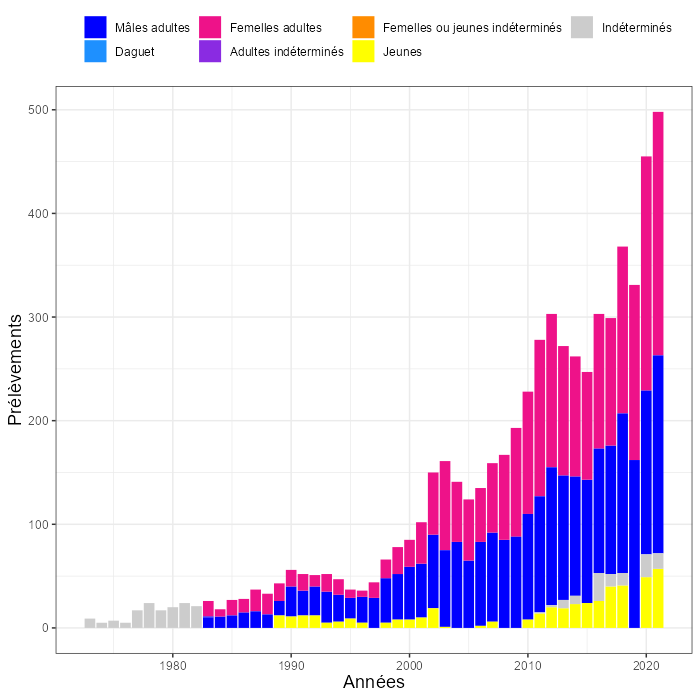 Mâles adultes Femelles adultes Femelles ou jeunes indéterminés Indéterminés
Daguet Adultes indéterminés Jeunes
500
400
300
200
100
0
Prélèvements
1980 1990 2000 2010 2020
Années